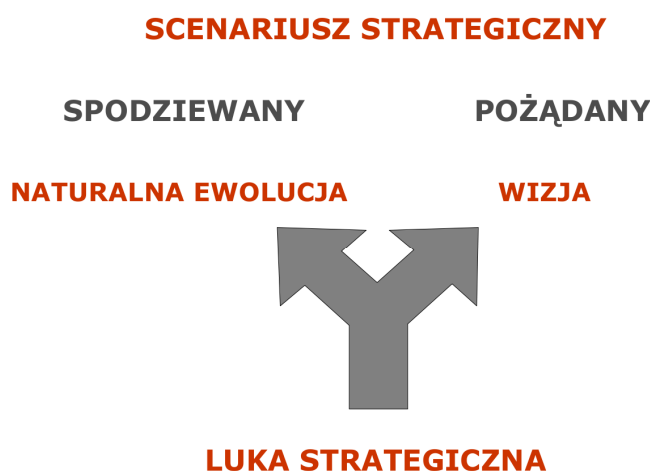 SCENARIUSZ STRATEGICZNY
SPODZIEWANY POŻĄDANY
NATURALNA EWOLUCJA WIZJA
LUKA STRATEGICZNA